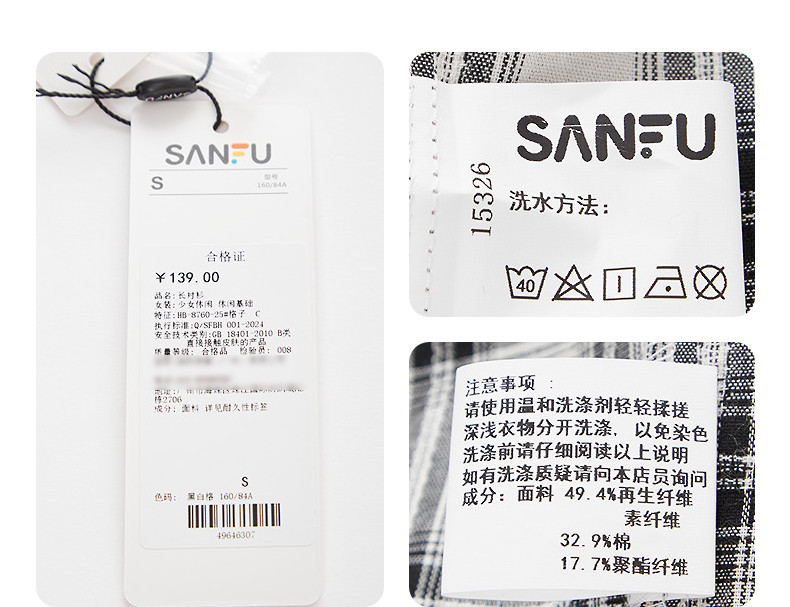 SANFU
SANFU
S
型号
160/84A
合格证
￥139.00
品名:长衬衫
女装:少女休闲 休闲基础
特征:HB-8760-25#格子 C
执行标准:Q/SFBH 001-2024
安全技术类别:GB 18401-2010 B类
直接接触皮肤的产品
质量等级: 合格品 检验员: 008
栋2706
成分: 面料 详见耐久性标签
S
色码: 黑白格 160/84A
49646307
SANFU
15326
洗水方法:
40
注意事项 :
请使用温和洗涤剂轻轻揉搓
深浅衣物分开洗涤, 以免染色
洗涤前请仔细阅读以上说明
如有洗涤质疑请向本店员询问
成分: 面料 49.4%再生纤维
素纤维
32.9%棉
17.7%聚酯纤维